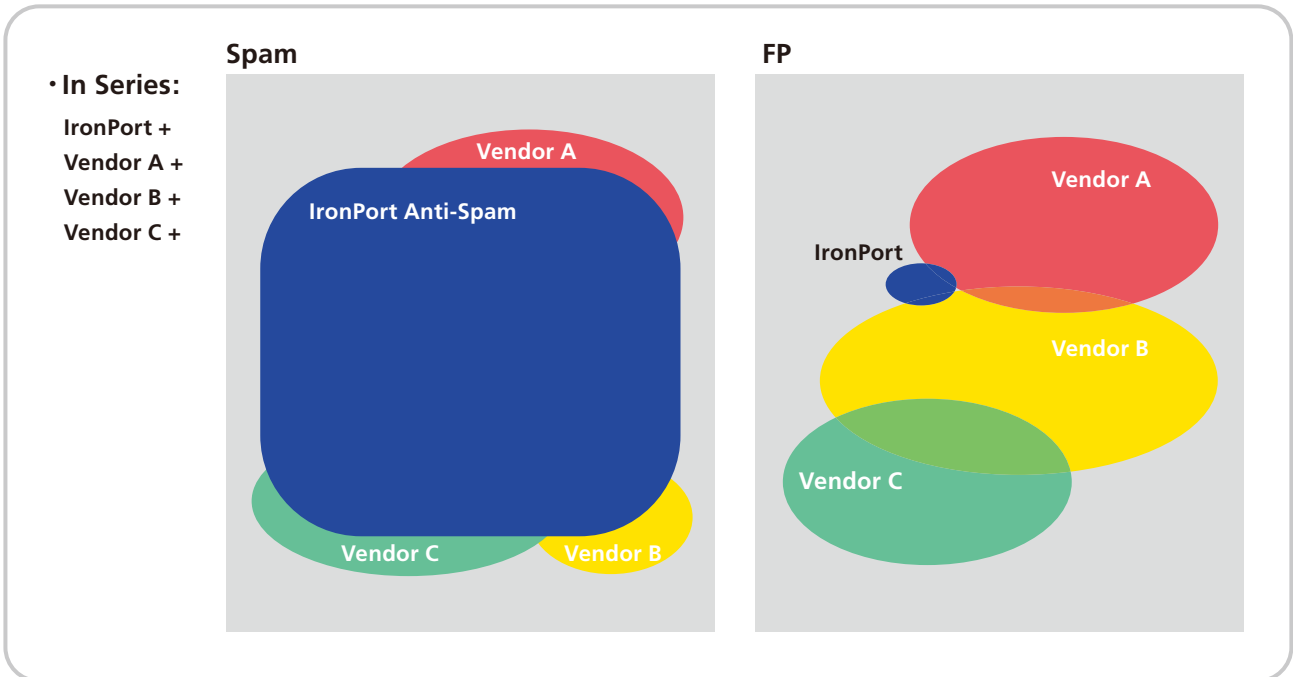 • In Series:
IronPort +
Vendor A +
Vendor B +
Vendor C +
Spam
Vendor A
IronPort Anti-Spam
Vendor C
Vendor B
FP
Vendor A
IronPort
Vendor B
Vendor C